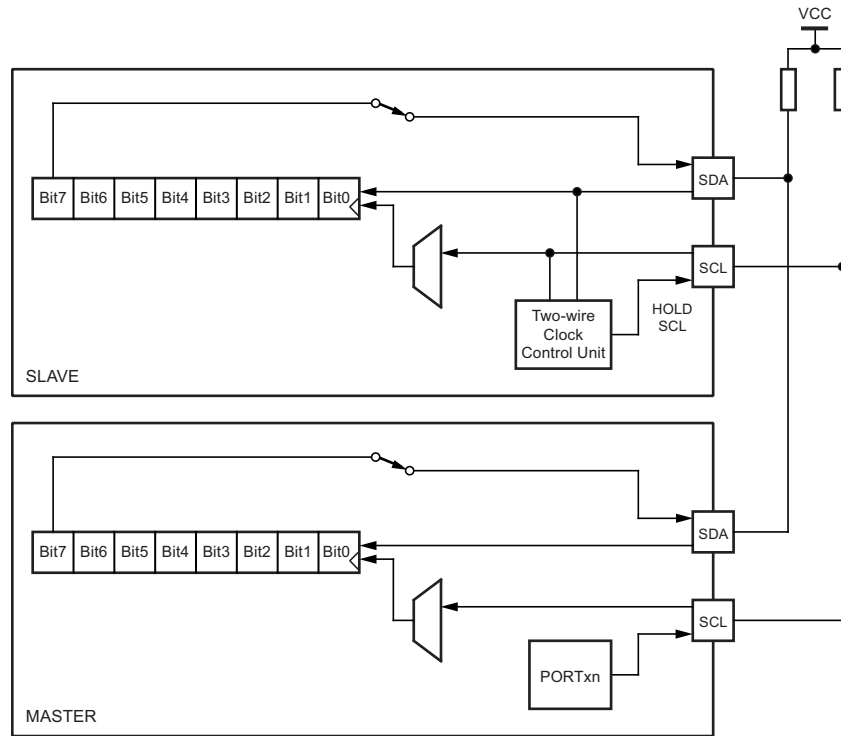 VCC
Bit7 Bit6 Bit5 Bit4 Bit3 Bit2 Bit1 Bit0
SDA
SCL
Two-wire
Clock
Control Unit
HOLD
SCL
SLAVE
Bit7 Bit6 Bit5 Bit4 Bit3 Bit2 Bit1 Bit0
SDA
SCL
PORTxn
MASTER